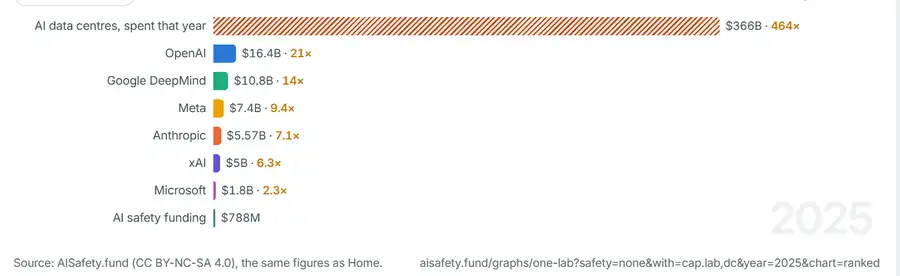 AI data centres, spent that year $366B · 464×
OpenAI $16.4B · 21×
Google DeepMind $10.8B · 14×
Meta $7.4B · 9.4×
Anthropic $5.57B · 7.1×
xAI $5B · 6.3×
Microsoft $1.8B · 2.3×
AI safety funding $788M
2025
Source: AISafety.fund (CC BY-NC-SA 4.0), the same figures as Home. aisafety.fund/graphs/one-lab?safety=none&with=cap.lab,dc&year=2025&chart=ranked